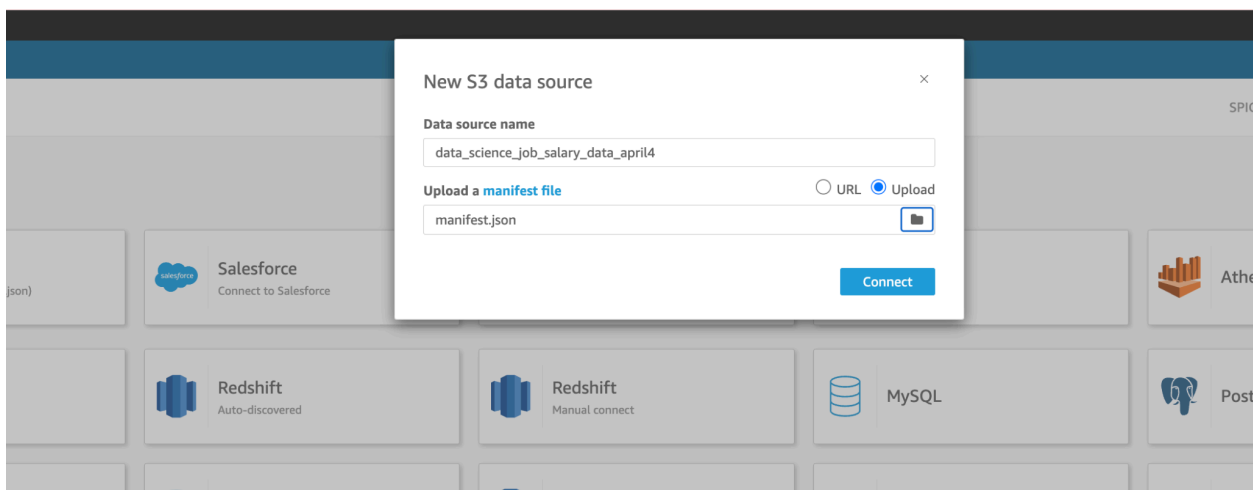 New S3 data source
SPIC
Data source name
data_science_job_salary_data_april4
Upload a manifest file
URL
Upload
manifest.json
Connect
json)
salesforce
Salesforce
Connect to Salesforce
Athe
Redshift
Auto-discovered
Redshift
Manual connect
MySQL
Post